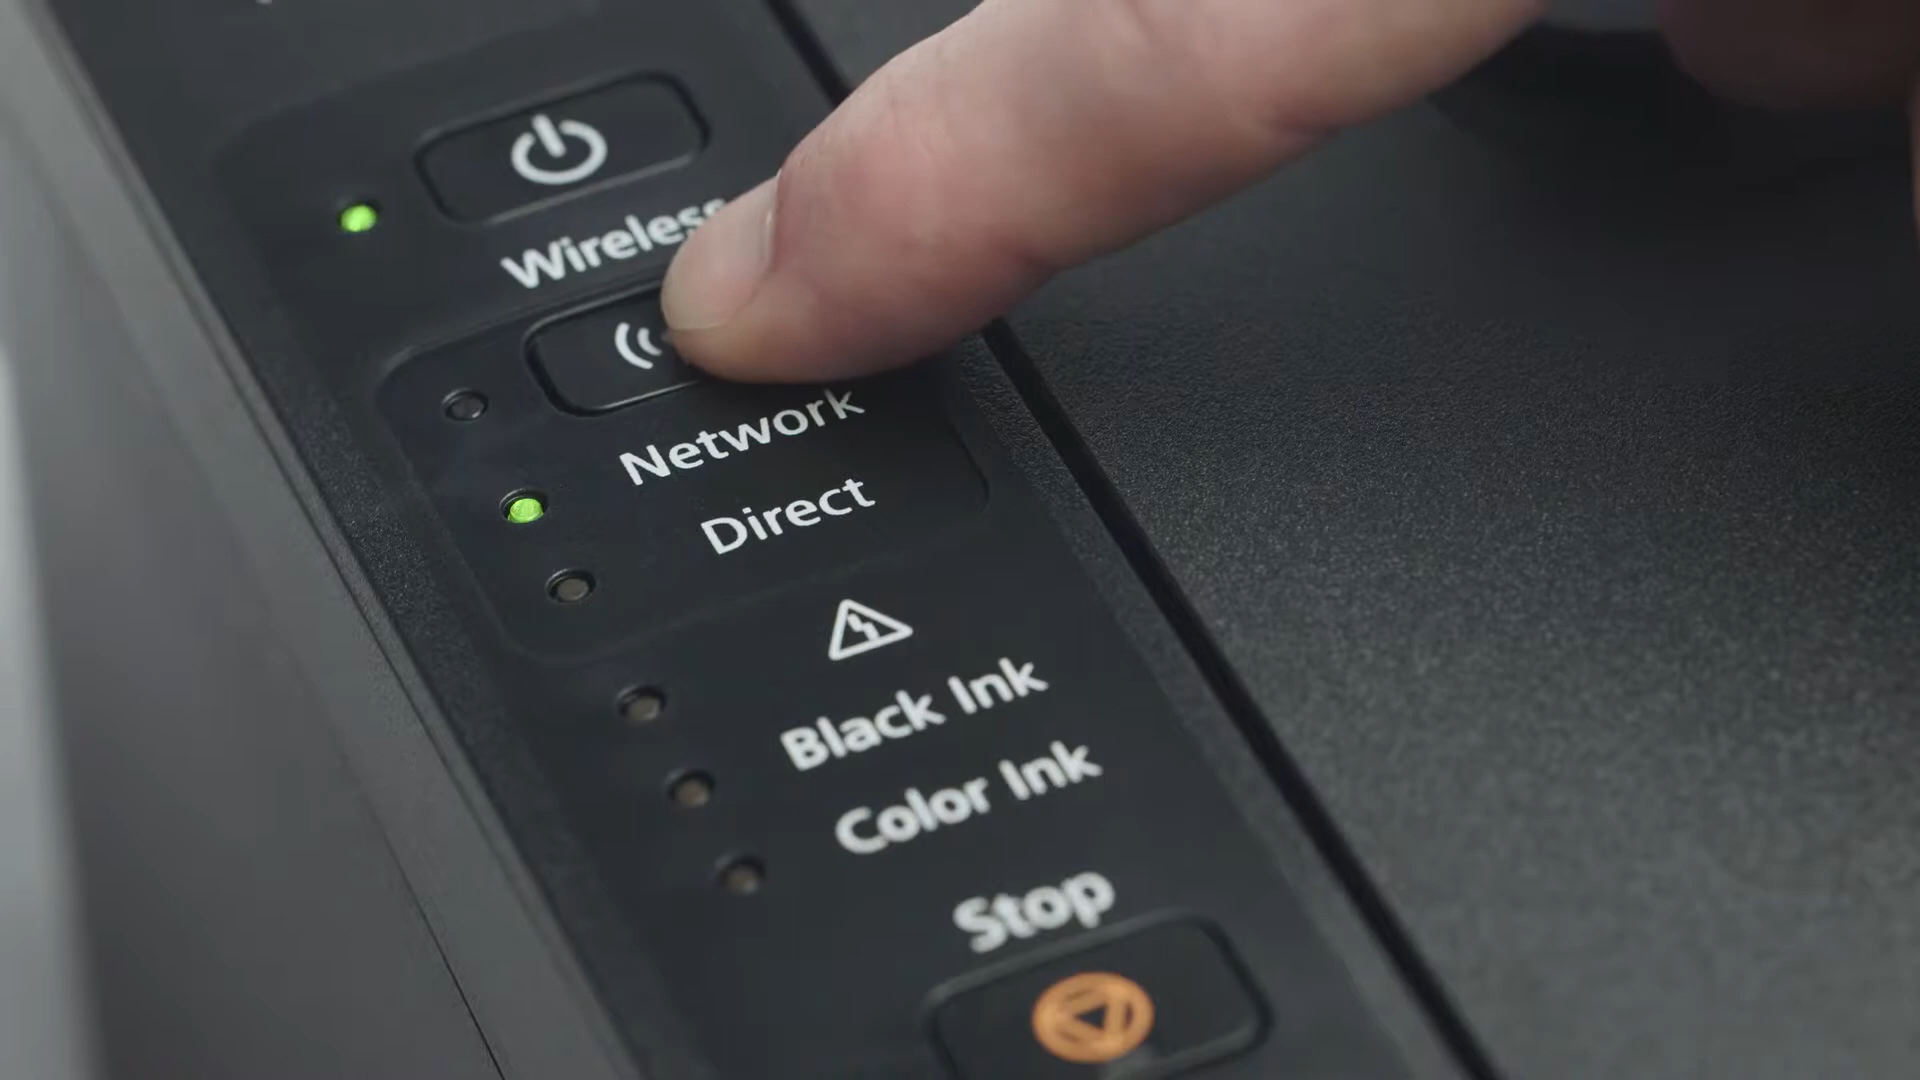 Wireless
Network
Direct
Black Ink
Color Ink
Stop